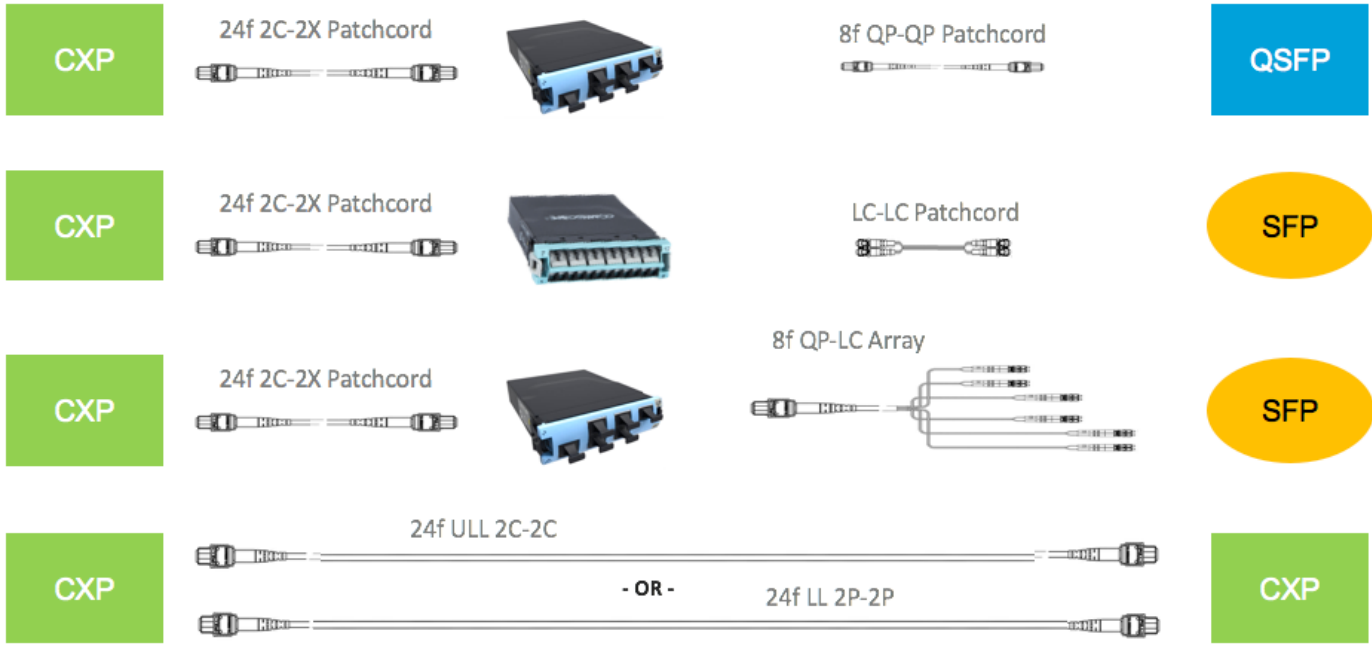 CXP
24f 2C-2X Patchcord
8f QP-QP Patchcord
QSFP
CXP
24f 2C-2X Patchcord
LC-LC Patchcord
SFP
CXP
24f 2C-2X Patchcord
8f QP-LC Array
SFP
CXP
24f ULL 2C-2C
- OR -
24f LL 2P-2P
CXP